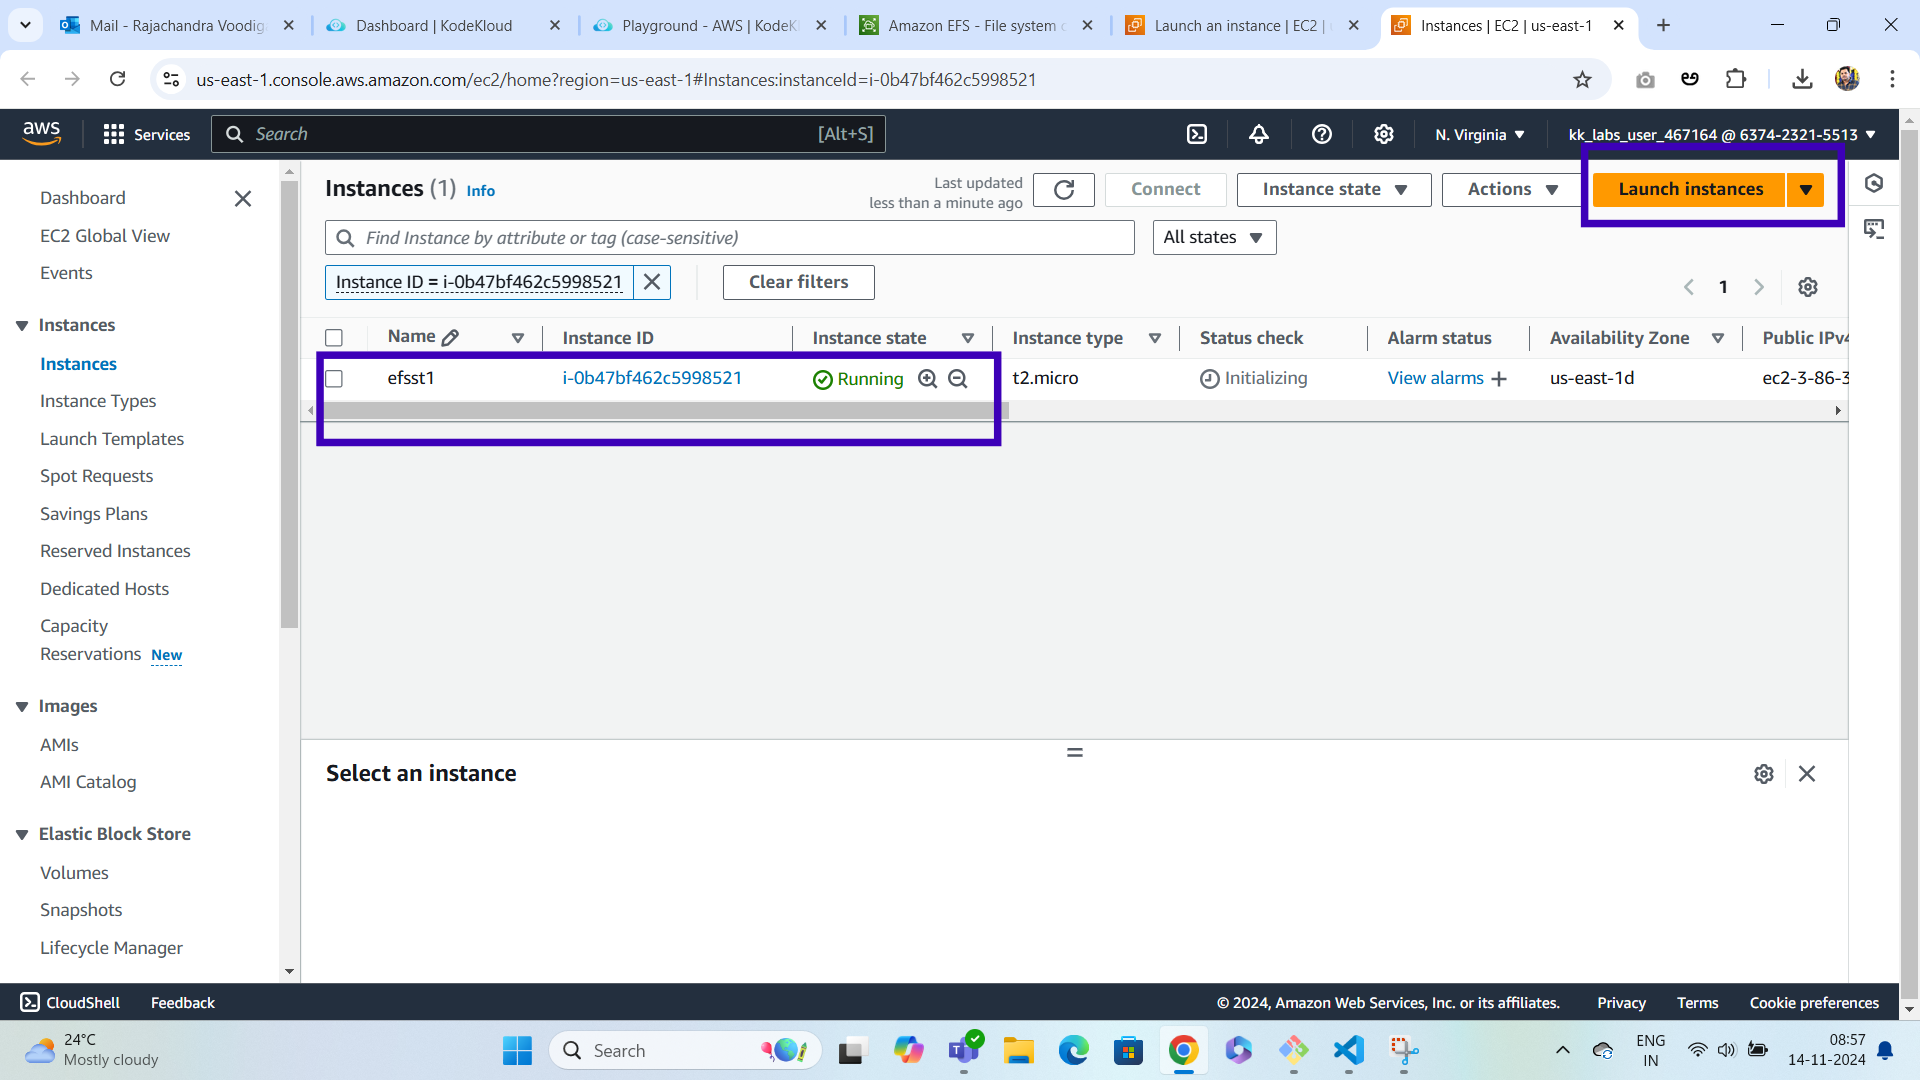 Mail - Rajachandra Voodig
Dashboard | KodeKloud
Playground - AWS | KodeKl
Amazon EFS - File system c
Launch an instance | EC2 |
Instances | EC2 | us-east-1
us-east-1.console.aws.amazon.com/ec2/home?region=us-east-1#Instances:instanceId=i-0b47bf462c5998521
aws
Services
Search
[Alt+S]
N. Virginia
kk_labs_user_467164 @ 6374-2321-5513
Dashboard
EC2 Global View
Events
Instances
Instances
Instance Types
Launch Templates
Spot Requests
Savings Plans
Reserved Instances
Dedicated Hosts
Capacity
Reservations New
Images
AMIs
AMI Catalog
Elastic Block Store
Volumes
Snapshots
Lifecycle Manager
Instances (1) Info
Last updated
less than a minute ago
Connect
Instance state
Actions
Launch instances
Find Instance by attribute or tag (case-sensitive)
All states
Instance ID = i-0b47bf462c5998521
Clear filters
1
Name Instance ID Instance state Instance type Status check Alarm status Availability Zone Public IPv4
efsst1 i-0b47bf462c5998521 Running t2.micro Initializing View alarms + us-east-1d ec2-3-86-3
Select an instance
CloudShell Feedback © 2024, Amazon Web Services, Inc. or its affiliates. Privacy Terms Cookie preferences
24°C
Mostly cloudy
Search
ENG
IN
08:57
14-11-2024